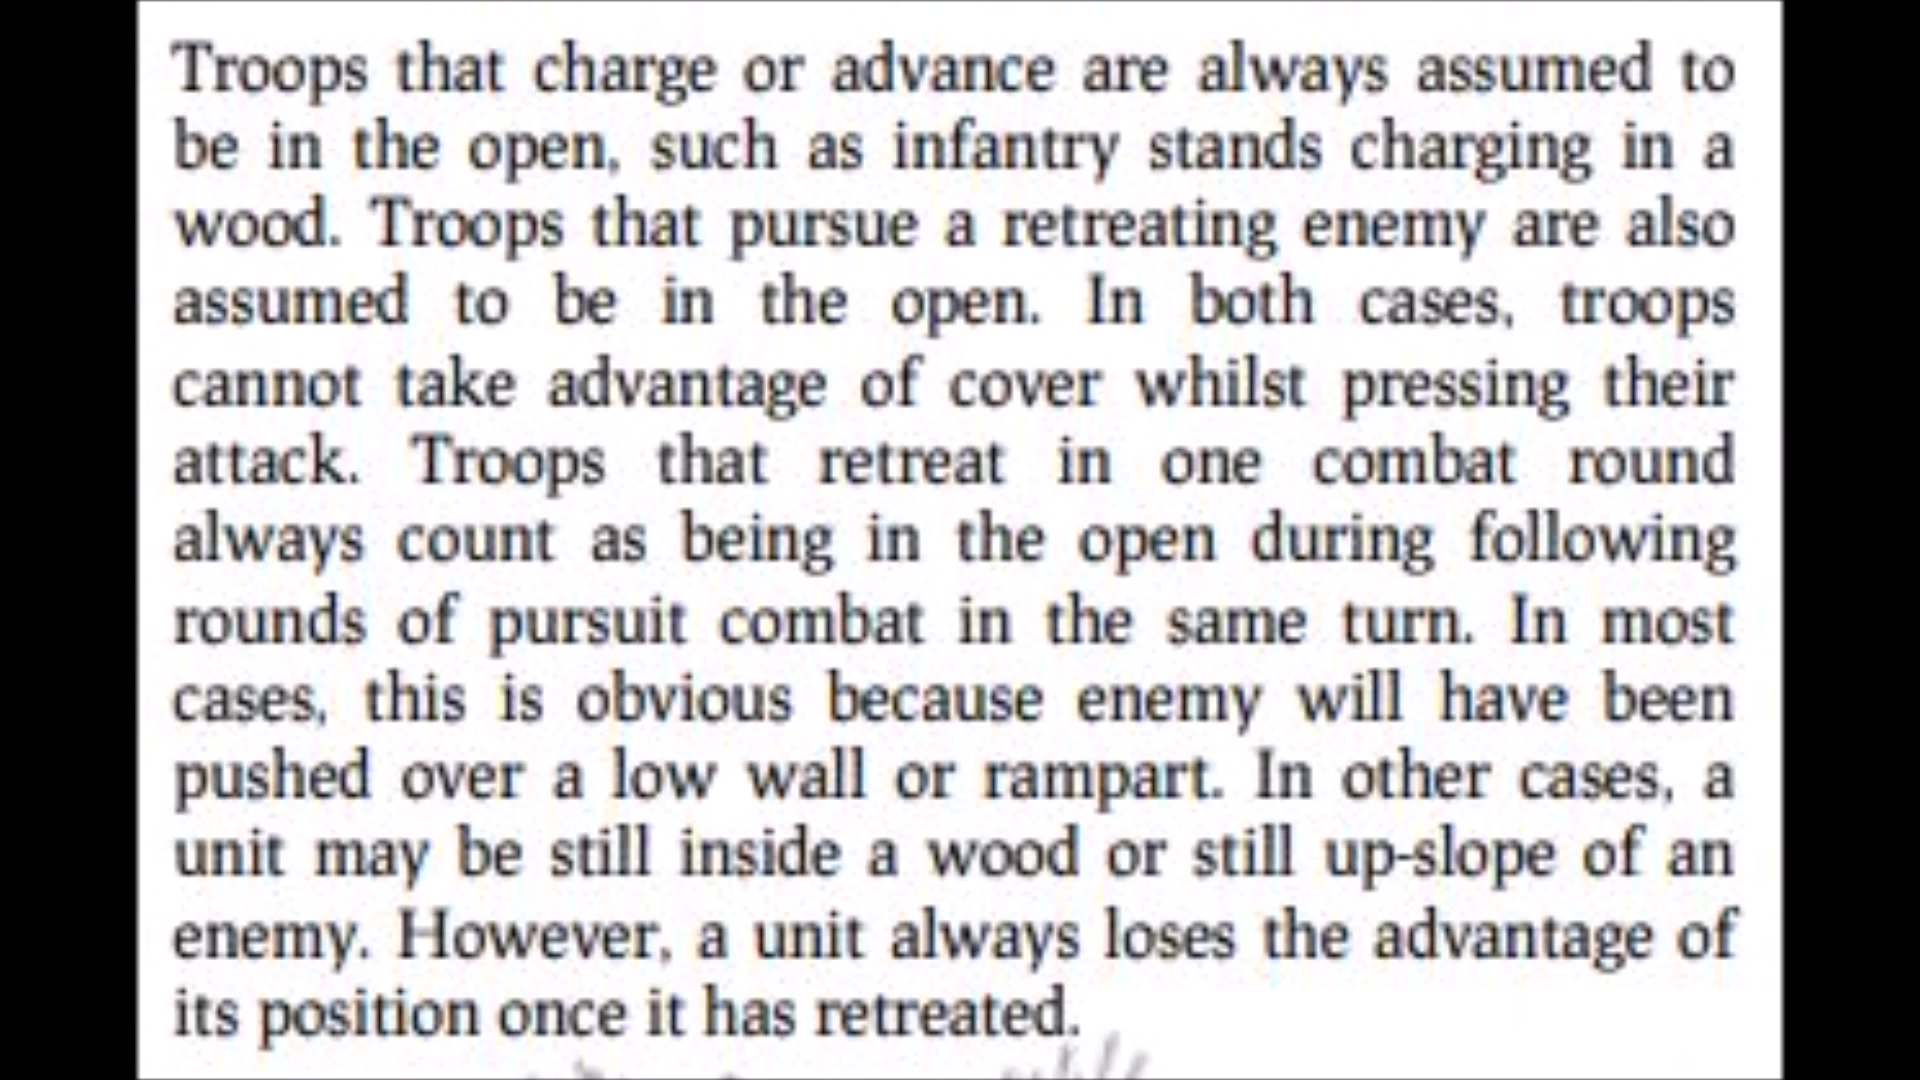 Troops that charge or advance are always assumed to
be in the open, such as infantry stands charging in a
wood. Troops that pursue a retreating enemy are also
assumed to be in the open. In both cases, troops
cannot take advantage of cover whilst pressing their
attack. Troops that retreat in one combat round
always count as being in the open during following
rounds of pursuit combat in the same turn. In most
cases, this is obvious because enemy will have been
pushed over a low wall or rampart. In other cases, a
unit may be still inside a wood or still up-slope of an
enemy. However, a unit always loses the advantage of
its position once it has retreated.